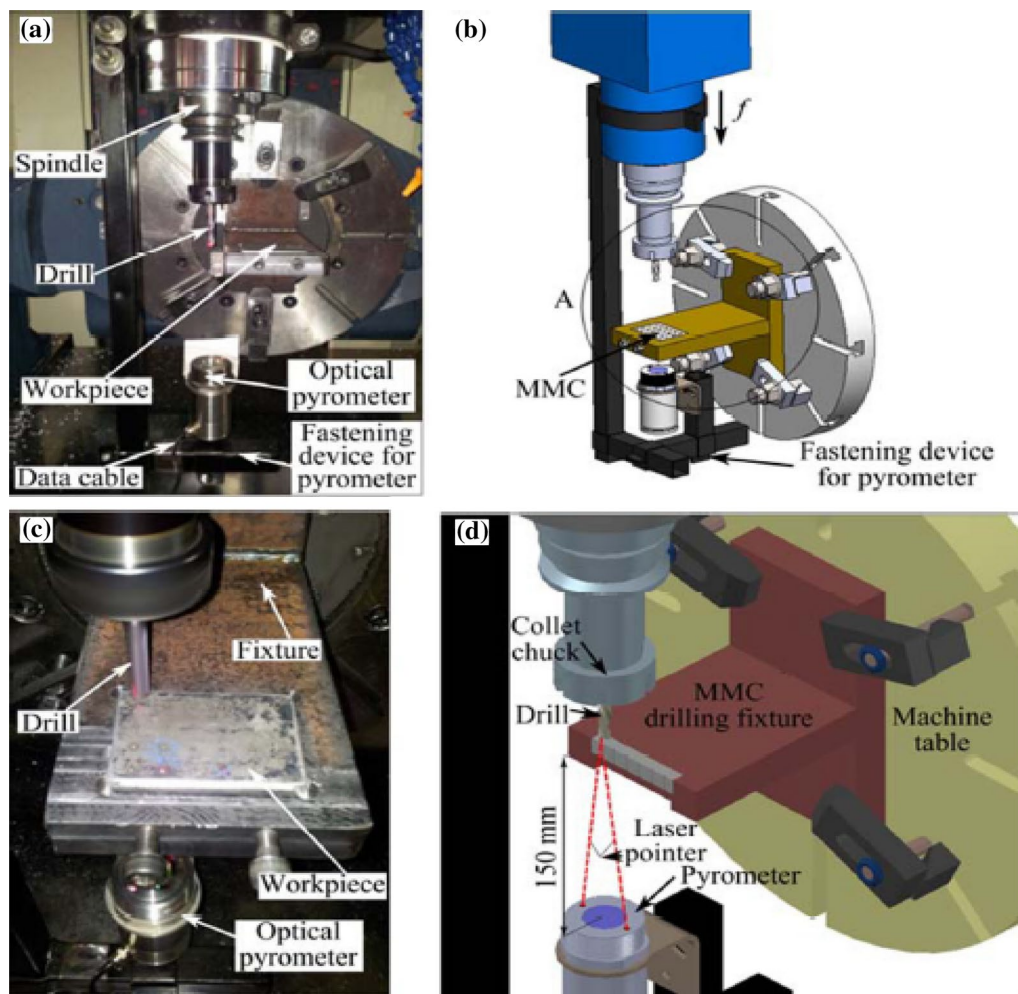 (a)
Spindle
Drill
Workpiece
Optical
pyrometer
Data cable
Fastening
device for
pyrometer
(b)
f
A
MMC
Fastening device
for pyrometer
(c)
Fixture
Drill
Workpiece
Optical
pyrometer
(d)
Collet
chuck
Drill
MMC
drilling fixture
Machine
table
150 mm
Laser
pointer
Pyrometer